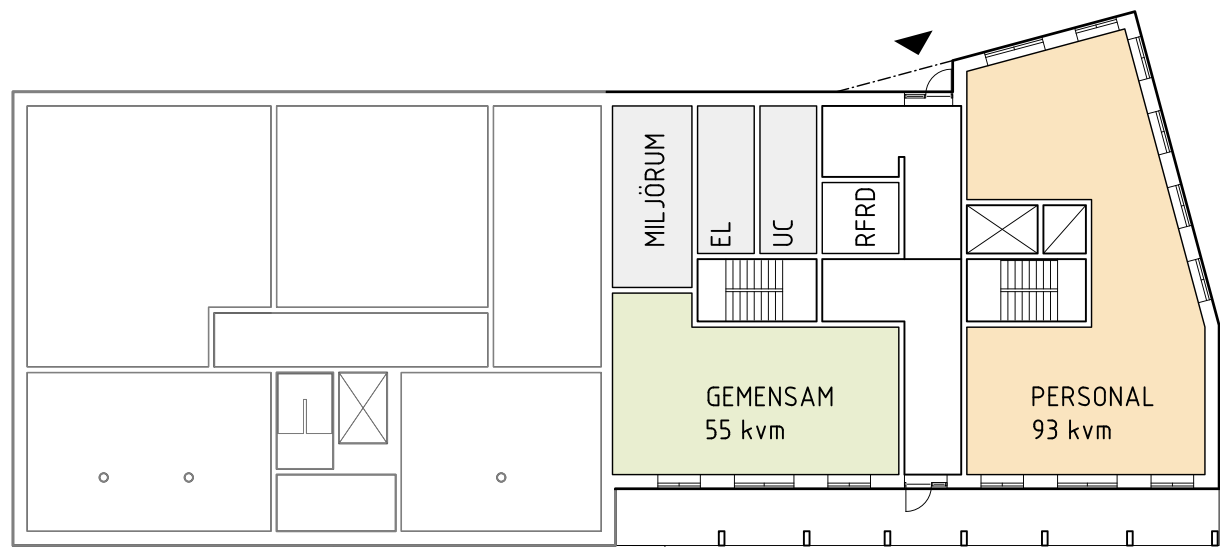 MILJÖRUM
EL
UC
RFRD
GEMENSAM
55 kvm
PERSONAL
93 kvm